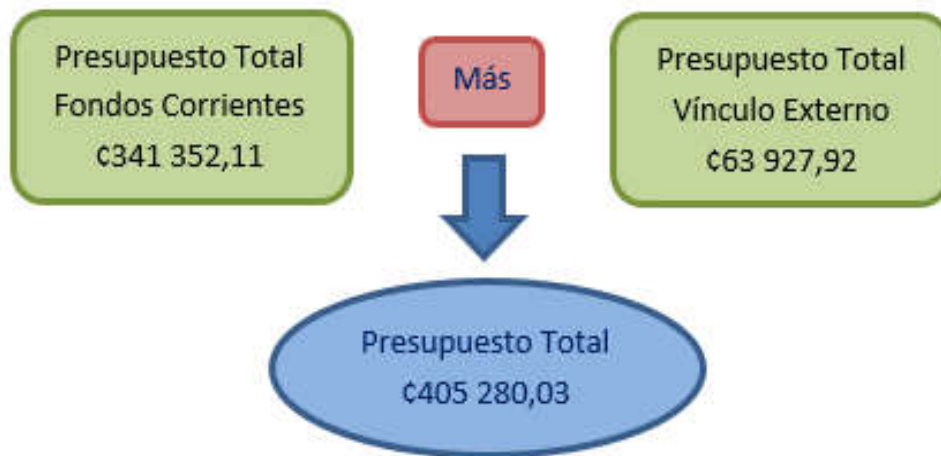 Presupuesto Total
Fondos Corrientes
¢341 352,11
Más
Presupuesto Total
Vínculo Externo
¢63 927,92
Presupuesto Total
¢405 280,03